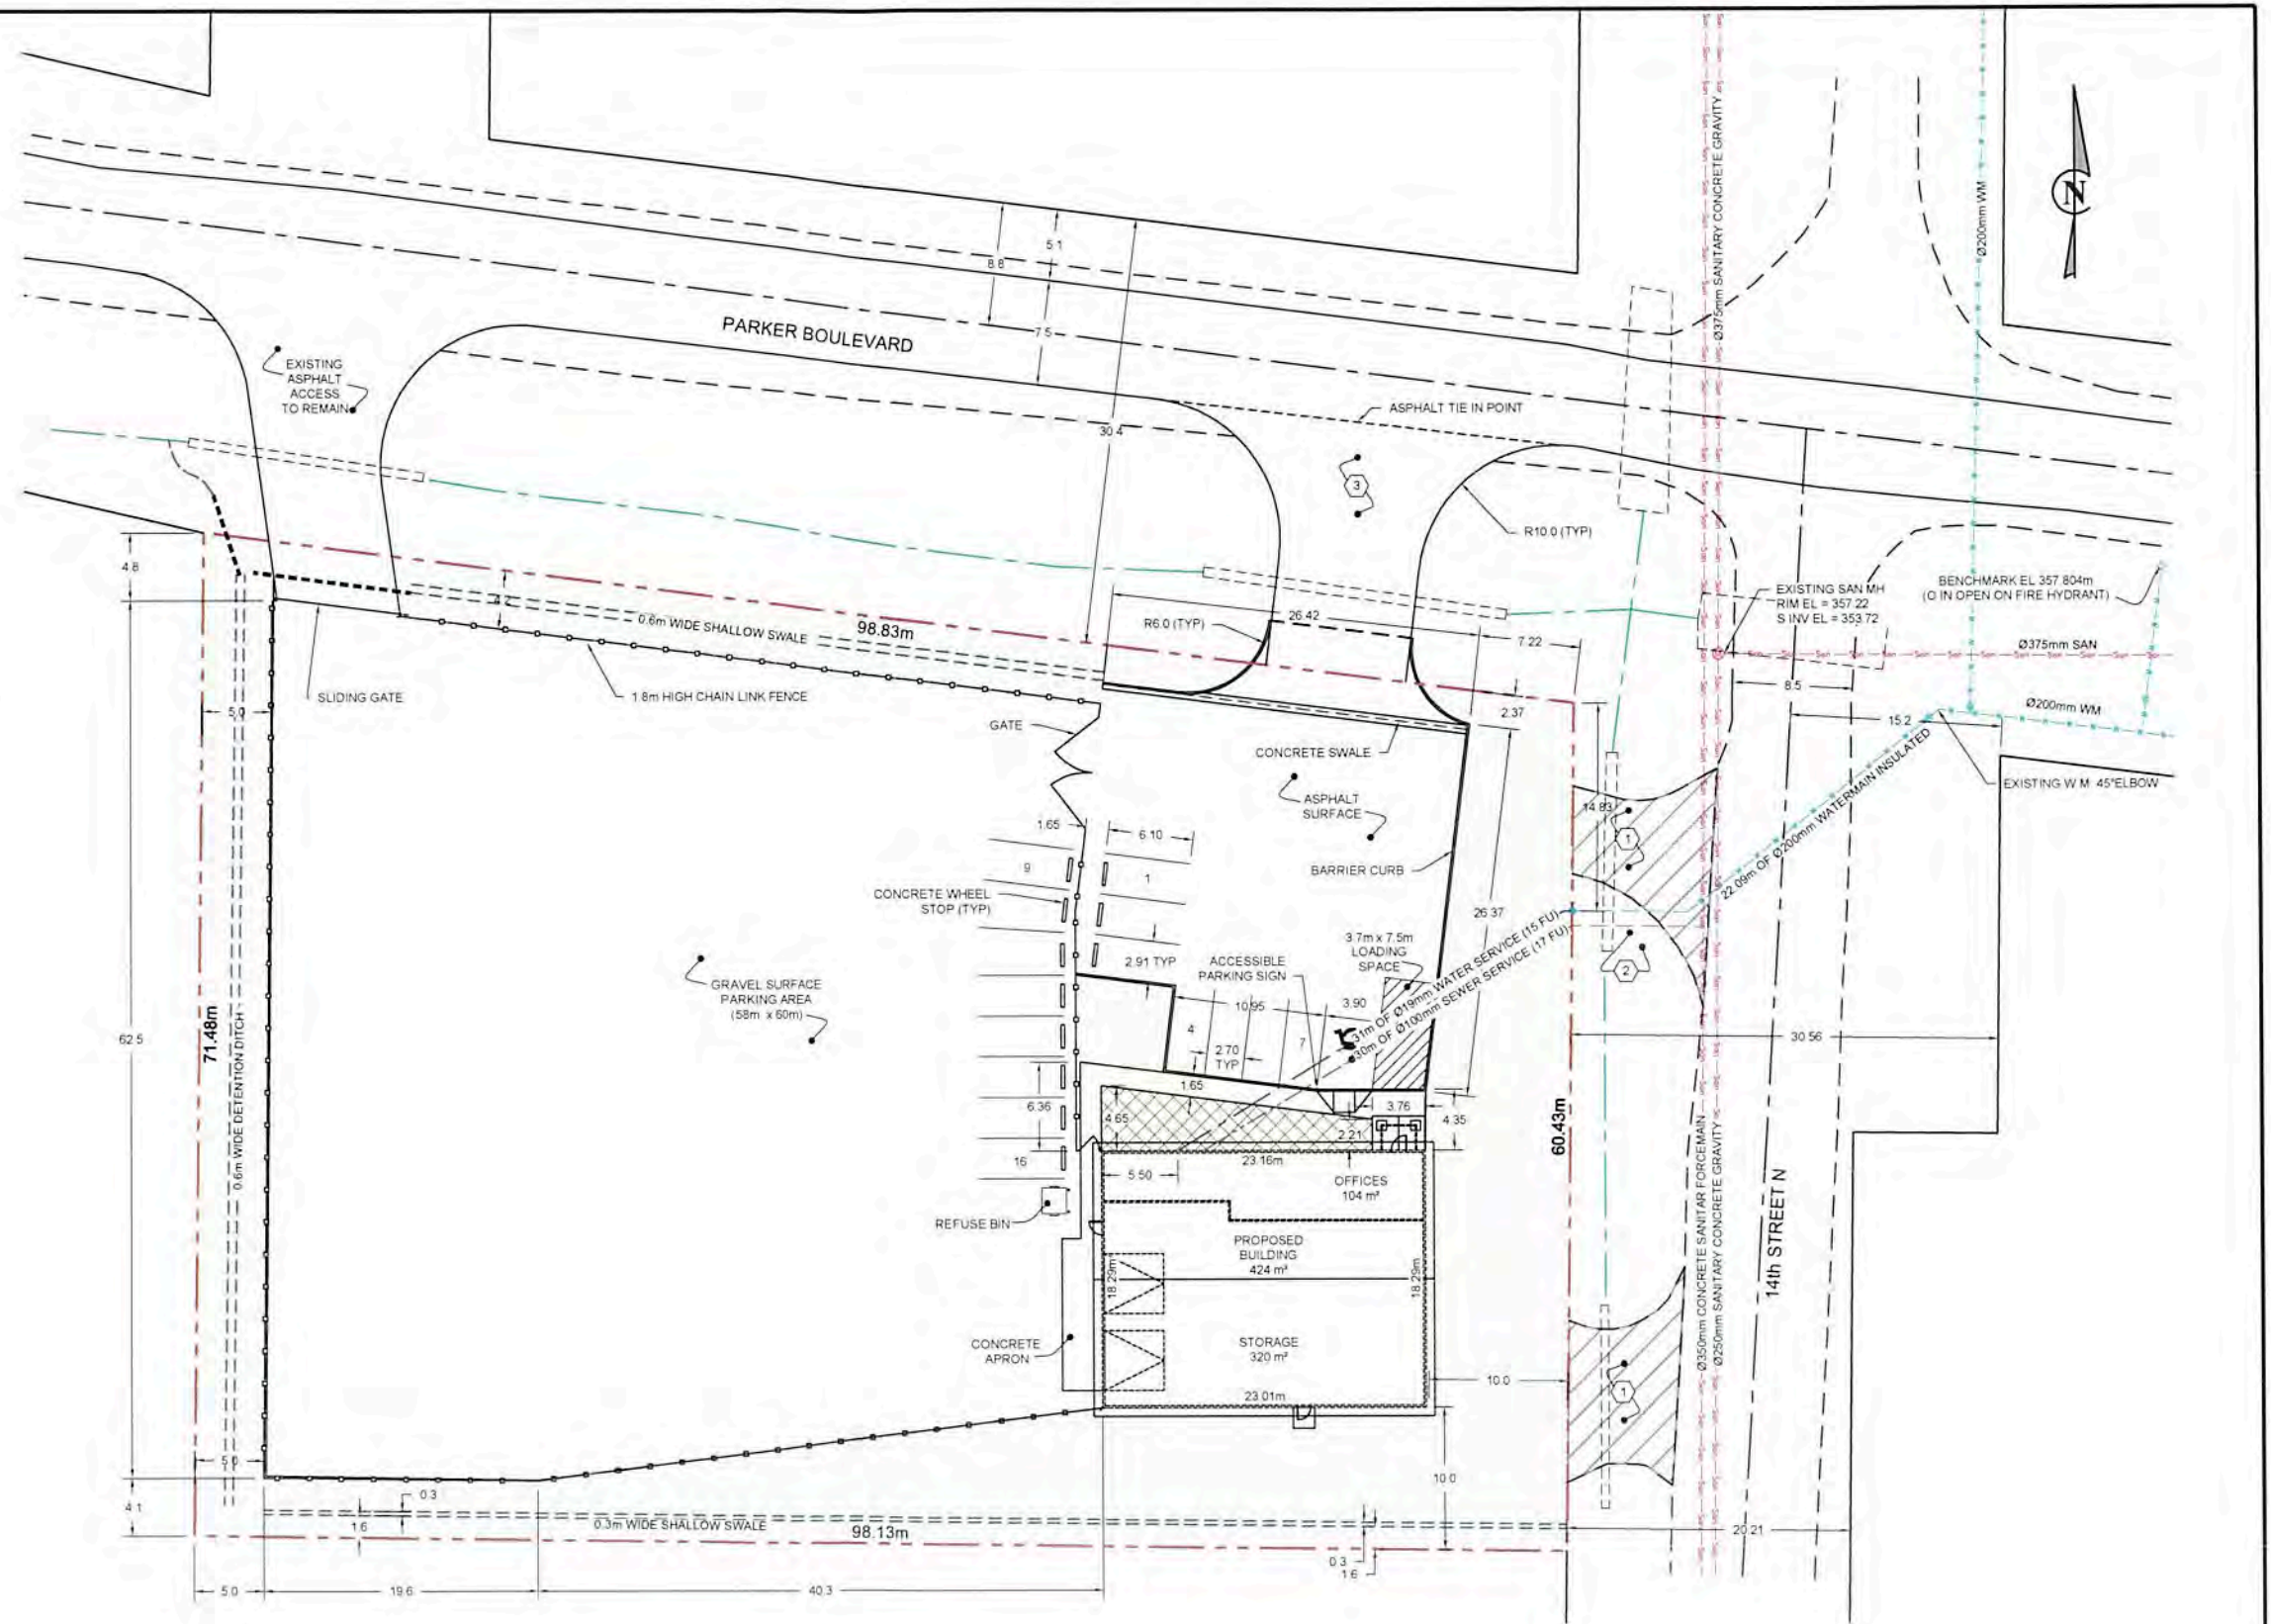 Ø375mm SANITARY CONCRETE GRAVITY
Ø200mm WM
N
8.8
5.1
7.5
30.4
PARKER BOULEVARD
EXISTING
ASPHALT
ACCESS
TO REMAIN
ASPHALT TIE IN POINT
3
R10.0 (TYP)
4.8
EXISTING SAN MH
RIM EL = 357.22
S INV EL = 353.72
BENCHMARK EL 357.804m
(O IN OPEN ON FIRE HYDRANT)
Ø375mm SAN
0.6m WIDE SHALLOW SWALE
98.83m
R6.0 (TYP)
26.42
7.22
8.5
SLIDING GATE
1.8m HIGH CHAIN LINK FENCE
5.0
GATE
2.37
15.2
Ø200mm WM
CONCRETE SWALE
EXISTING W.M. 45°ELBOW
ASPHALT
SURFACE
14.83
1
22.09m OF Ø200mm WATERMAIN INSULATED
1.65
6.10
9
1
BARRIER CURB
CONCRETE WHEEL
STOP (TYP)
26.37
3.7m x 7.5m
LOADING
SPACE
2.91 TYP
ACCESSIBLE
PARKING SIGN
31m OF Ø19mm WATER SERVICE (15 FU)
30m OF Ø100mm SEWER SERVICE (17 FU)
2
GRAVEL SURFACE
PARKING AREA
(58m x 60m)
10.95
3.90
4
7
2.70
TYP
62.5
71.48m
0.6m WIDE DETENTION DITCH
30.56
1.65
6.36
4.65
3.76
4.35
2.21
60.43m
16
23.16m
5.50
OFFICES
104 m²
REFUSE BIN
PROPOSED
BUILDING
424 m²
18.29m
18.29m
14th STREET N
Ø350mm CONCRETE SANITAR FORCEMAIN
Ø250mm SANITARY CONCRETE GRAVITY
CONCRETE
APRON
STORAGE
320 m²
23.01m
10.0
1
5.0
10.0
4.1
0.3
1.6
0.3m WIDE SHALLOW SWALE
98.13m
20.21
0.3
1.6
5.0
19.6
40.3